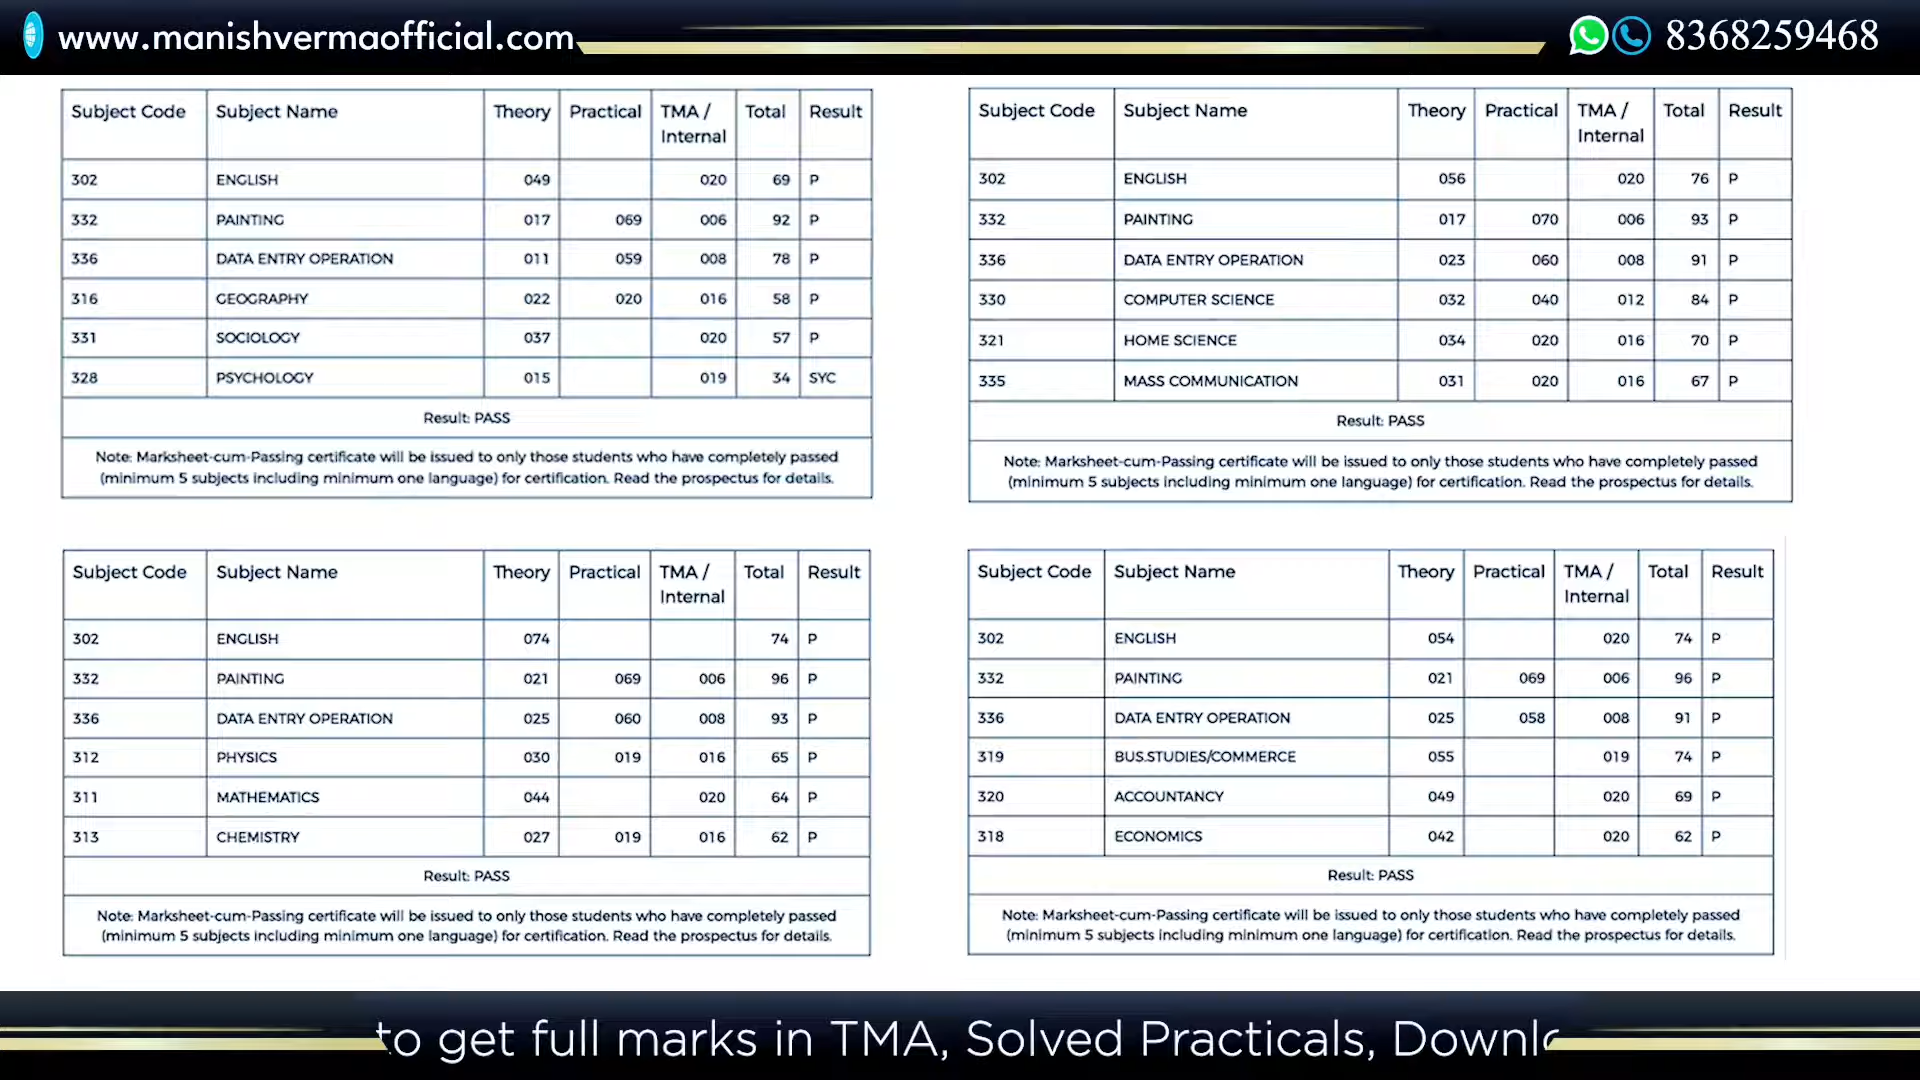 www.manishvermaofficial.com
8368259468
Subject Code Subject Name Theory Practical TMA / Internal Total Result
302 ENGLISH 049 020 69 P
332 PAINTING 017 069 006 92 P
336 DATA ENTRY OPERATION 011 059 008 78 P
316 GEOGRAPHY 022 020 016 58 P
331 SOCIOLOGY 037 020 57 P
328 PSYCHOLOGY 015 019 34 SYC
Result: PASS
Note: Marksheet-cum-Passing certificate will be issued to only those students who have completely passed
(minimum 5 subjects including minimum one language) for certification. Read the prospectus for details.
Subject Code Subject Name Theory Practical TMA / Internal Total Result
302 ENGLISH 056 020 76 P
332 PAINTING 017 070 006 93 P
336 DATA ENTRY OPERATION 023 060 008 91 P
330 COMPUTER SCIENCE 032 040 012 84 P
321 HOME SCIENCE 034 020 016 70 P
335 MASS COMMUNICATION 031 020 016 67 P
Result: PASS
Note: Marksheet-cum-Passing certificate will be issued to only those students who have completely passed
(minimum 5 subjects including minimum one language) for certification. Read the prospectus for details.
Subject Code Subject Name Theory Practical TMA / Internal Total Result
302 ENGLISH 074 74 P
332 PAINTING 021 069 006 96 P
336 DATA ENTRY OPERATION 025 060 008 93 P
312 PHYSICS 030 019 016 65 P
311 MATHEMATICS 044 020 64 P
313 CHEMISTRY 027 019 016 62 P
Result: PASS
Note: Marksheet-cum-Passing certificate will be issued to only those students who have completely passed
(minimum 5 subjects including minimum one language) for certification. Read the prospectus for details.
Subject Code Subject Name Theory Practical TMA / Internal Total Result
302 ENGLISH 054 020 74 P
332 PAINTING 021 069 006 96 P
336 DATA ENTRY OPERATION 025 058 008 91 P
319 BUS.STUDIES/COMMERCE 055 019 74 P
320 ACCOUNTANCY 049 020 69 P
318 ECONOMICS 042 020 62 P
Result: PASS
Note: Marksheet-cum-Passing certificate will be issued to only those students who have completely passed
(minimum 5 subjects including minimum one language) for certification. Read the prospectus for details.
to get full marks in TMA, Solved Practicals,